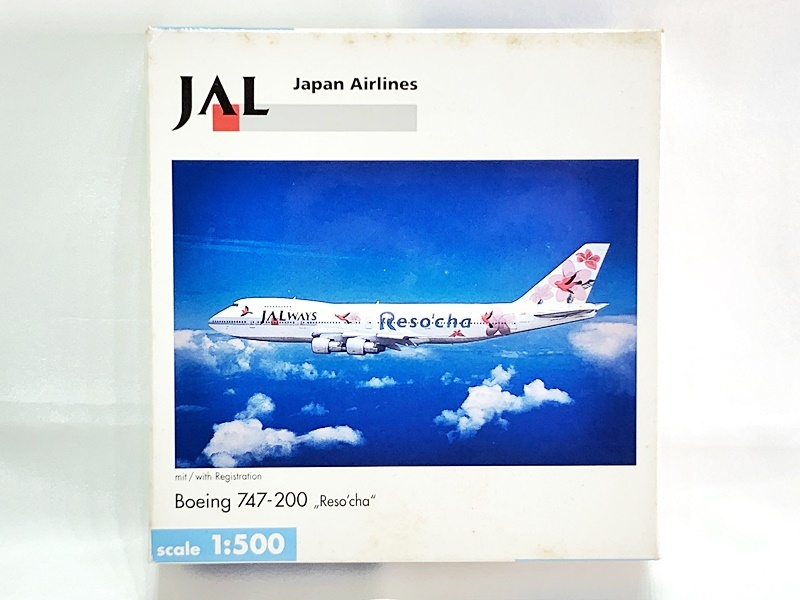 JAL
Japan Airlines
JALWAYS
Reso'cha
mit / with Registration
Boeing 747-200 „Reso'cha“
scale 1:500